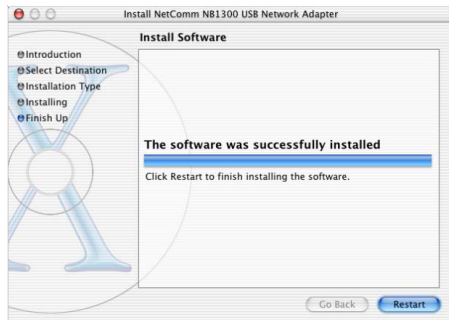 Install NetComm NB1300 USB Network Adapter
Install Software
Introduction
Select Destination
Installation Type
Installing
Finish Up
The software was successfully installed
Click Restart to finish installing the software.
Go Back
Restart